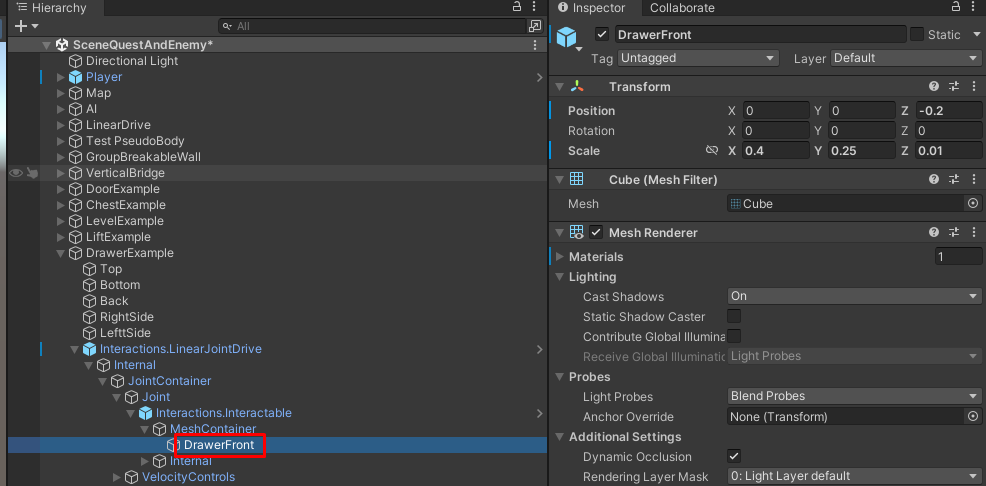 Hierarchy
All
SceneQuestAndEnemy*
Directional Light
Player
Map
AI
LinearDrive
Test PseudoBody
GroupBreakableWall
VerticalBridge
DoorExample
ChestExample
LevelExample
LiftExample
DrawerExample
Top
Bottom
Back
RightSide
LefttSide
Interactions.LinearJointDrive
Internal
JointContainer
Joint
Interactions.Interactable
MeshContainer
DrawerFront
Internal
VelocityControls
Inspector Collaborate
DrawerFront Static
Tag Untagged Layer Default
Transform
Position X 0 Y 0 Z -0.2
Rotation X 0 Y 0 Z 0
Scale X 0.4 Y 0.25 Z 0.01
Cube (Mesh Filter)
Mesh Cube
Mesh Renderer
Materials 1
Lighting
Cast Shadows On
Static Shadow Caster
Contribute Global Illumina
Receive Global Illuminatic Light Probes
Probes
Light Probes Blend Probes
Anchor Override None (Transform)
Additional Settings
Dynamic Occlusion
Rendering Layer Mask 0: Light Layer default